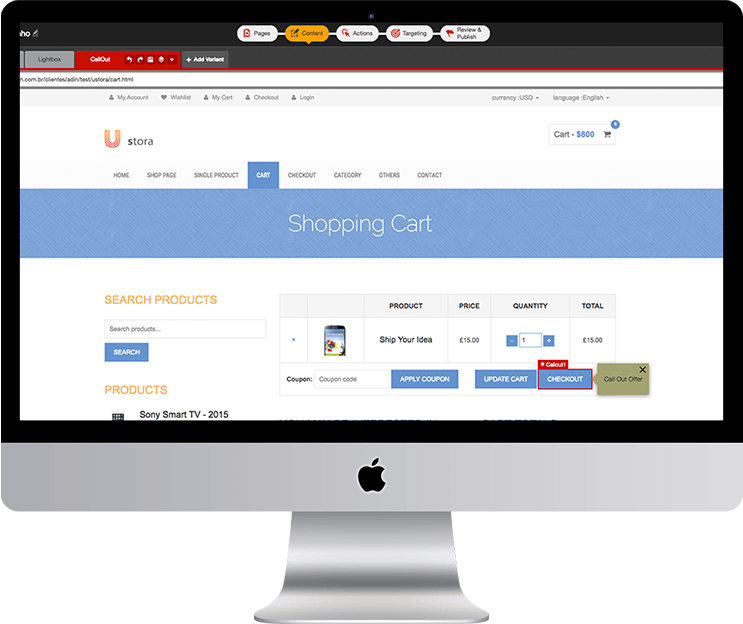 nho Pages Content Actions Targeting Review & Publish
Lightbox CallOut + Add Variant
n.com.br/clientes/adin/test/ustora/cart.html
My Account Wishlist My Cart Checkout Login currency :USD language :English
U stora Cart - $800
HOME SHOP PAGE SINGLE PRODUCT CART CHECKOUT CATEGORY OTHERS CONTACT
Shopping Cart
SEARCH PRODUCTS
Search products...
SEARCH
PRODUCTS
Sony Smart TV - 2015
PRODUCT PRICE QUANTITY TOTAL
× Ship Your Idea £15.00 - 1 + £15.00
Callout1
Coupon: Coupon code APPLY COUPON UPDATE CART CHECKOUT Call Out Offer